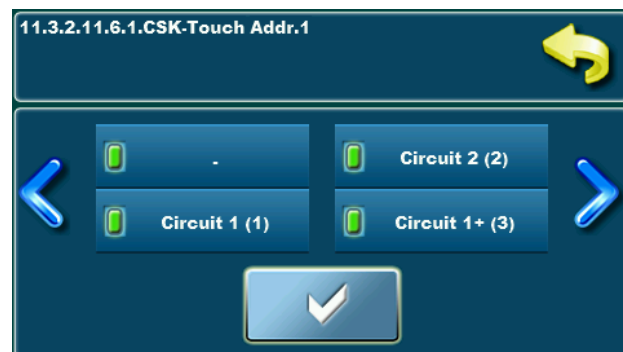 11.3.2.11.6.1.CSK-Touch Addr.1
-
Circuit 2 (2)
Circuit 1 (1)
Circuit 1+ (3)